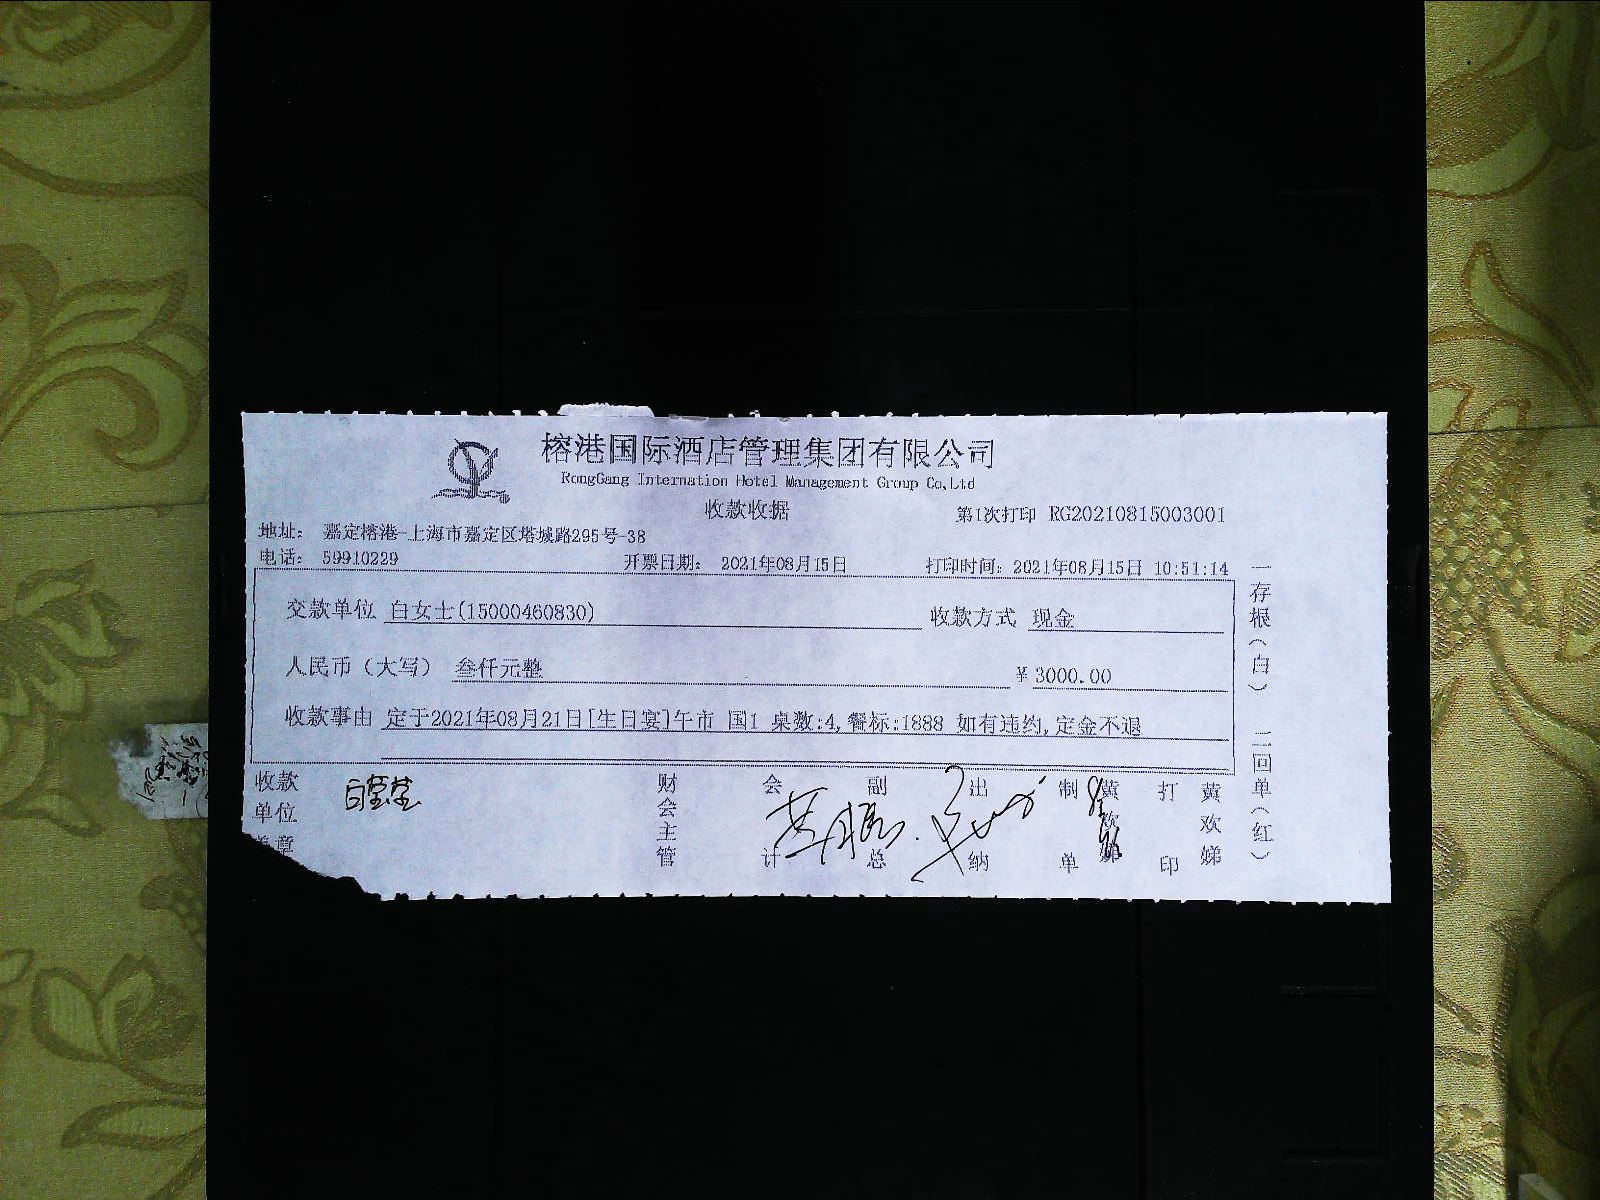 榕港国际酒店管理集团有限公司
RongGang Internation Hotel Management Group Co,Ltd
收款收据
第1次打印 RG20210815003001
地址： 嘉定榕港-上海市嘉定区塔城路295号-38
电话： 59910229 开票日期： 2021年08月15日 打印时间：2021年08月15日 10:51:14
交款单位 白女士(15000460830) 收款方式 现金
人民币（大写） 叁仟元整 ¥ 3000.00
收款事由 定于2021年08月21日[生日宴]午市 国1 桌数:4,餐标:1888 如有违约,定金不退
收款单位盖章
财会主管
会计
副总
出纳
制单 黄欢娣
打印 黄欢娣
一存根（白） 二回单（红）